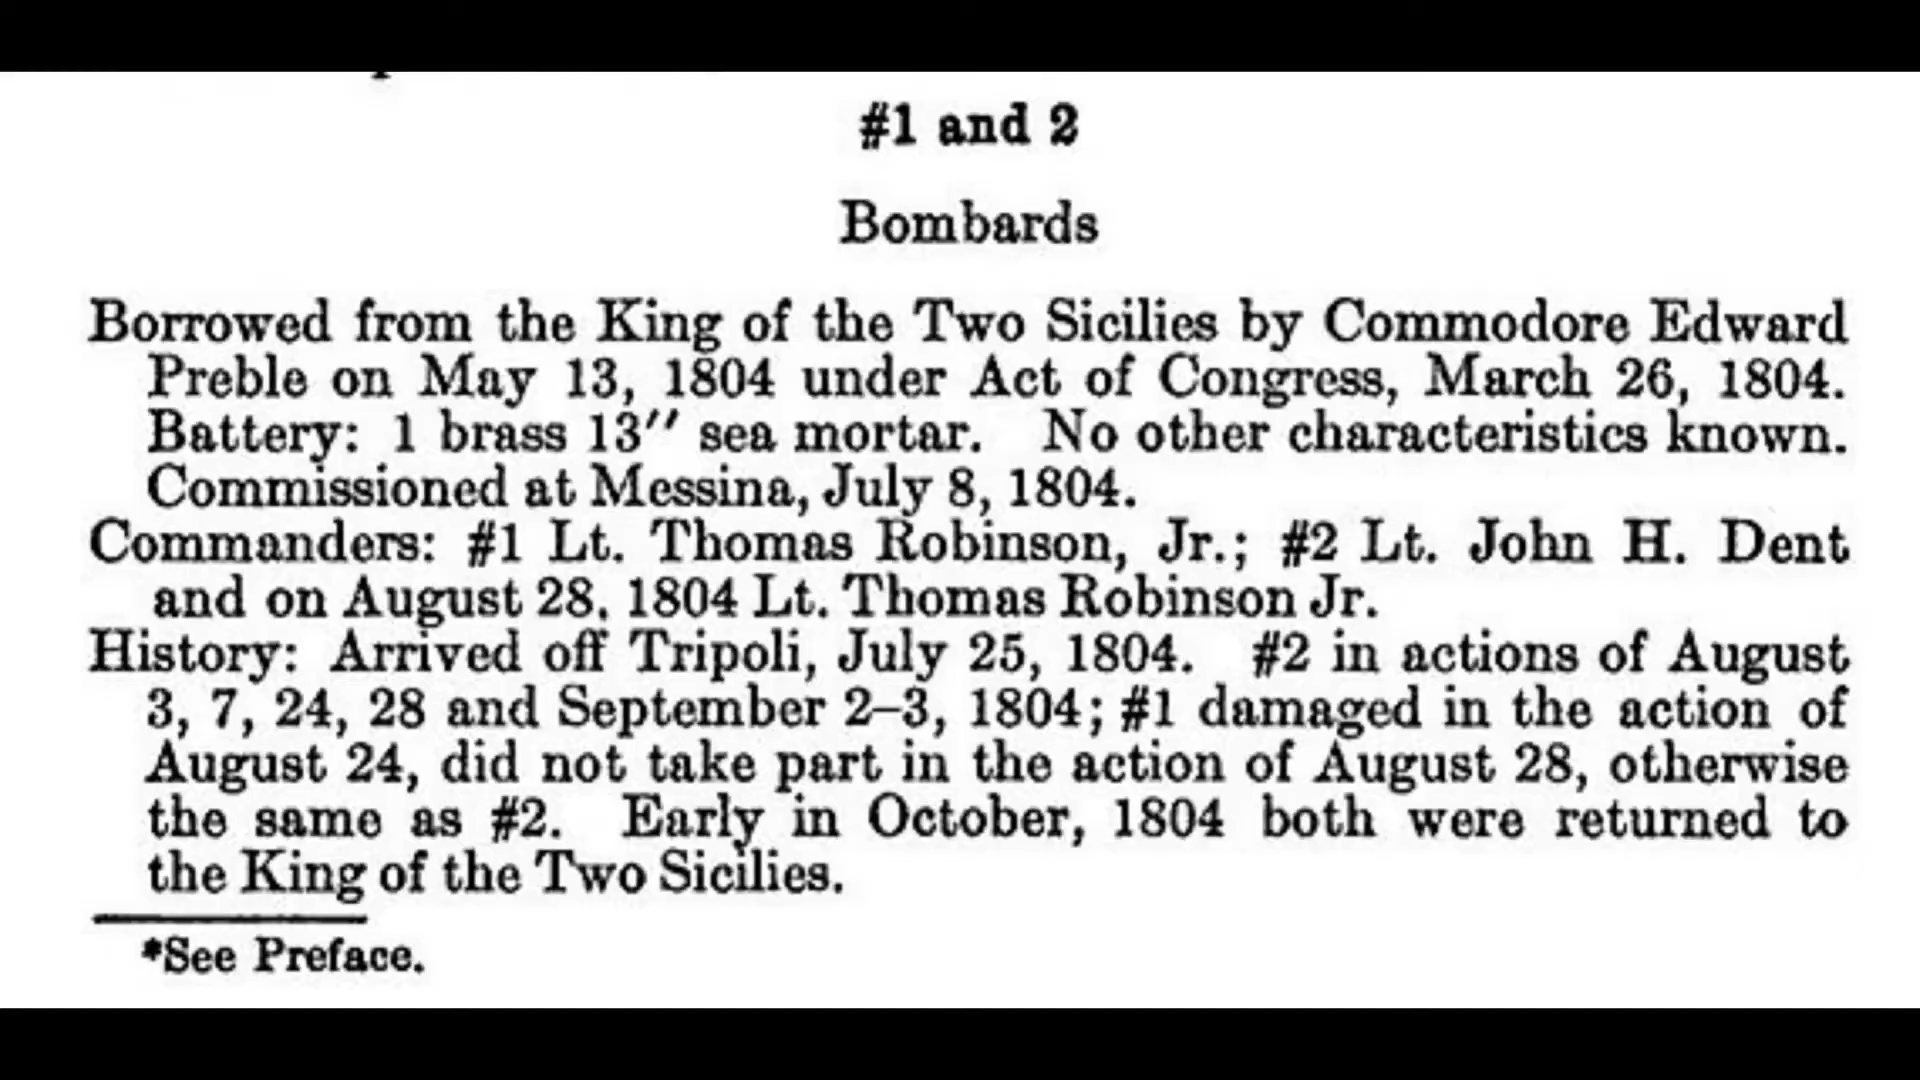 #1 and 2
Bombards
Borrowed from the King of the Two Sicilies by Commodore Edward
Preble on May 13, 1804 under Act of Congress, March 26, 1804.
Battery: 1 brass 13″ sea mortar. No other characteristics known.
Commissioned at Messina, July 8, 1804.
Commanders: #1 Lt. Thomas Robinson, Jr.; #2 Lt. John H. Dent
and on August 28, 1804 Lt. Thomas Robinson Jr.
History: Arrived off Tripoli, July 25, 1804. #2 in actions of August
3, 7, 24, 28 and September 2–3, 1804; #1 damaged in the action of
August 24, did not take part in the action of August 28, otherwise
the same as #2. Early in October, 1804 both were returned to
the King of the Two Sicilies.
*See Preface.